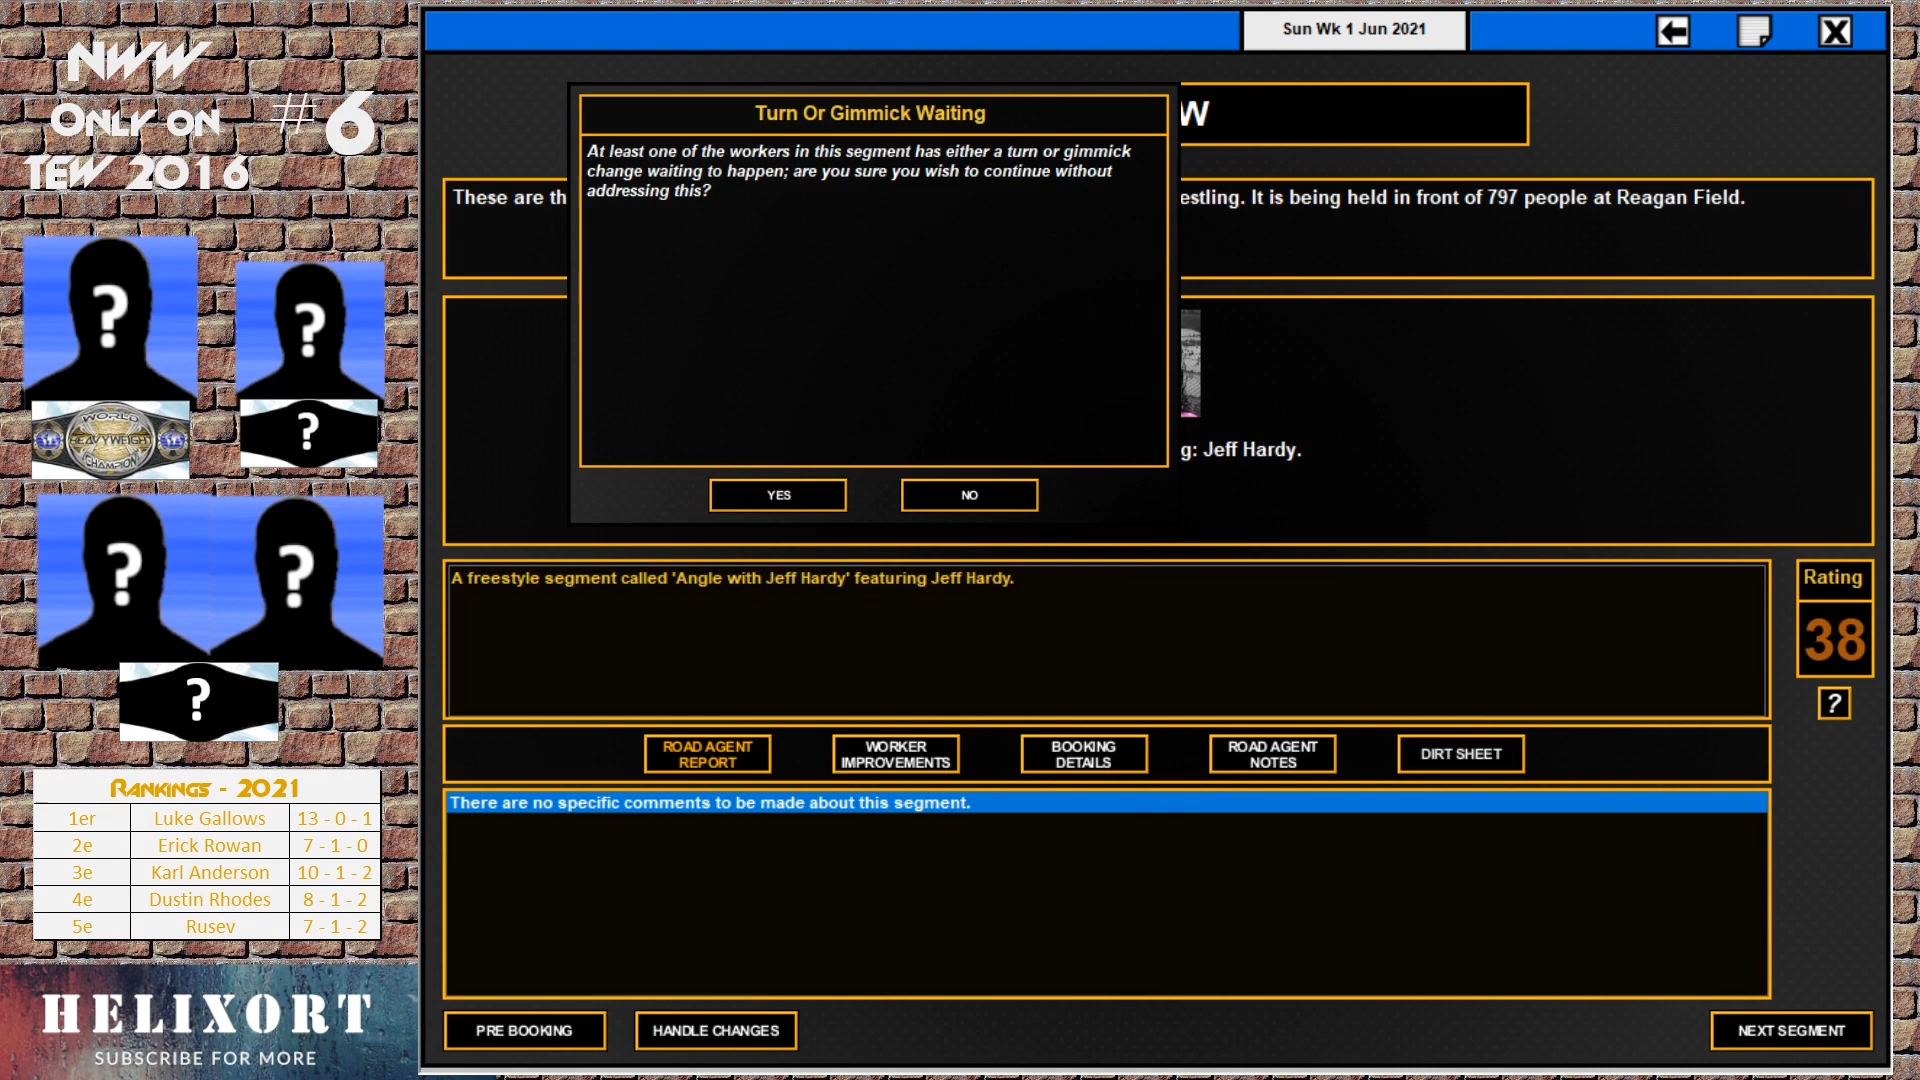 NWW
Only on
TEW 2016
#6
?
?
WORLD
HEAVYWEIGHT
CHAMPION
?
?
?
?
Rankings - 2021
1er Luke Gallows 13 - 0 - 1
2e Erick Rowan 7 - 1 - 0
3e Karl Anderson 10 - 1 - 2
4e Dustin Rhodes 8 - 1 - 2
5e Rusev 7 - 1 - 2
HELIXORT
SUBSCRIBE FOR MORE
Sun Wk 1 Jun 2021
X
W
Turn Or Gimmick Waiting
At least one of the workers in this segment has either a turn or gimmick
change waiting to happen; are you sure you wish to continue without
addressing this?
YES NO
These are th
estling. It is being held in front of 797 people at Reagan Field.
g: Jeff Hardy.
A freestyle segment called 'Angle with Jeff Hardy' featuring Jeff Hardy.
Rating
38
?
ROAD AGENT
REPORT
WORKER
IMPROVEMENTS
BOOKING
DETAILS
ROAD AGENT
NOTES
DIRT SHEET
There are no specific comments to be made about this segment.
PRE BOOKING
HANDLE CHANGES
NEXT SEGMENT